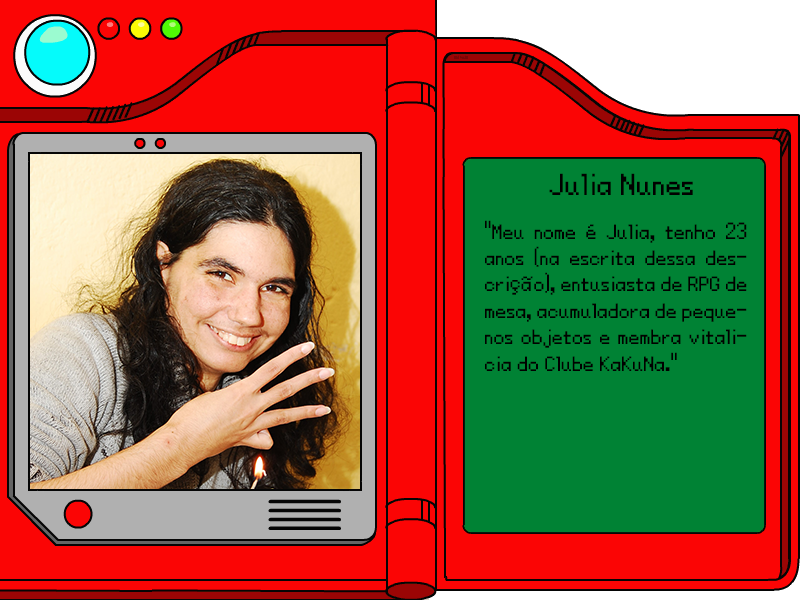 Julia Nunes
"Meu nome é Julia, tenho 23
anos (na escrita dessa des-
crição), entusiasta de RPG de
mesa, acumuladora de peque-
nos objetos e membra vitalí-
cia do Clube KaKuNa."